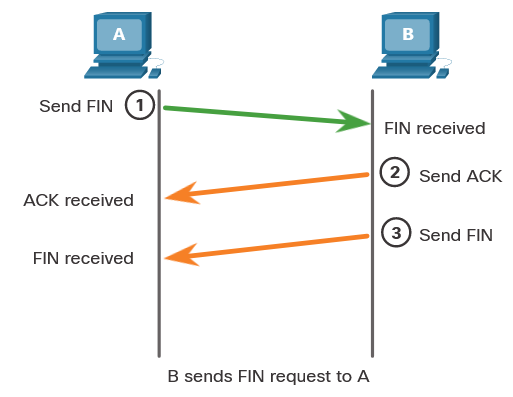 A
B
Send FIN 1
FIN received
2 Send ACK
ACK received
3 Send FIN
FIN received
B sends FIN request to A